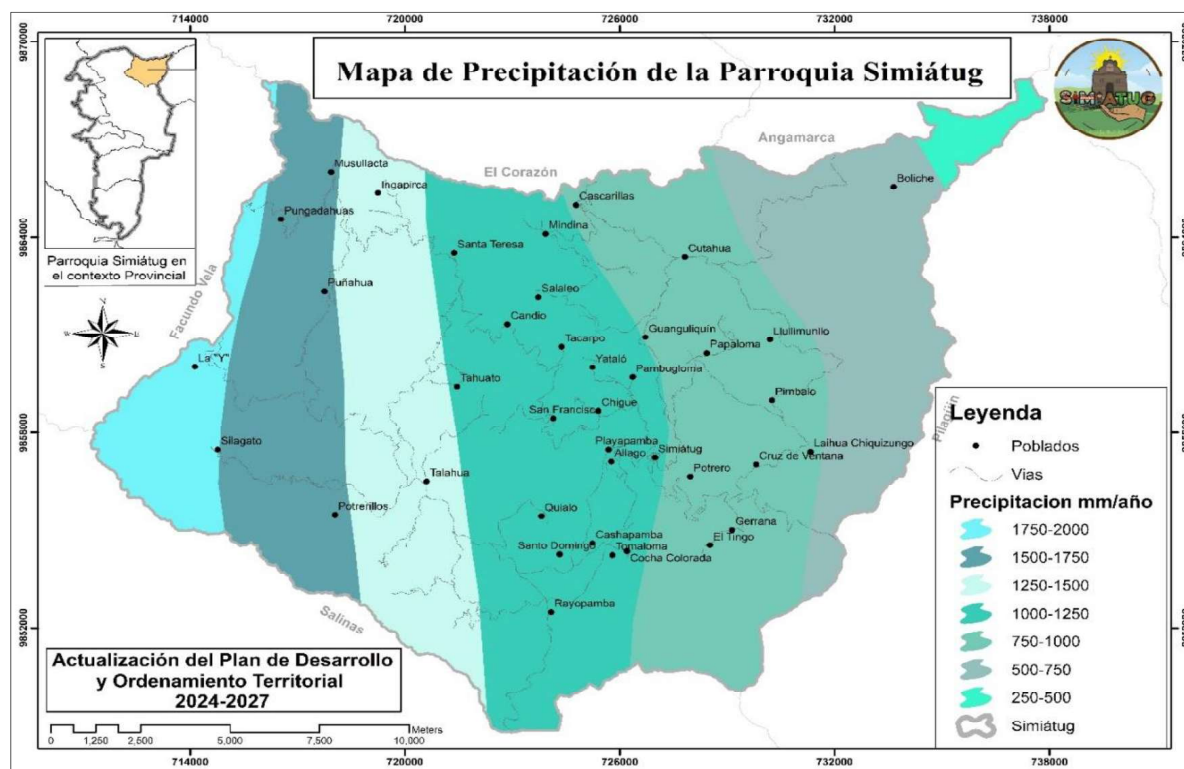 714000 720000 726000 732000 738000
9870000
Mapa de Precipitación de la Parroquia Simiátug
SIMIATUG
Parroquia Simiátug en
el contexto Provincial
Angamarca
El Corazón
Facundo Vela
Salinas
Pilagüin
Musullacta
Ingapirca
Pungadahuas
Cascarillas
Boliche
Mindina
Santa Teresa
Cutahua
Puñahua
Salaleo
Candio
Guanguliquín
Llullimunllo
Tacarpo
Papaloma
La "Y"
Yataló
Pambugloma
Tahuato
Pimbalo
San Francisco
Chigue
Silagato
Playapamba
Allago
Simiátug
Laihua Chiquizungo
Cruz de Ventana
Talahua
Potrero
Potrerillos
Quialo
Gerrana
Cashapamba
El Tingo
Santo Domingo
Tomaloma
Cocha Colorada
Rayopamba
9864000
9852000
Leyenda
Poblados
Vias
Precipitacion mm/año
1750-2000
1500-1750
1250-1500
1000-1250
750-1000
500-750
250-500
Simiátug
Actualización del Plan de Desarrollo
y Ordenamiento Territorial
2024-2027
Meters
0 1,250 2,500 5,000 7,500 10,000
714000 720000 726000 732000 738000